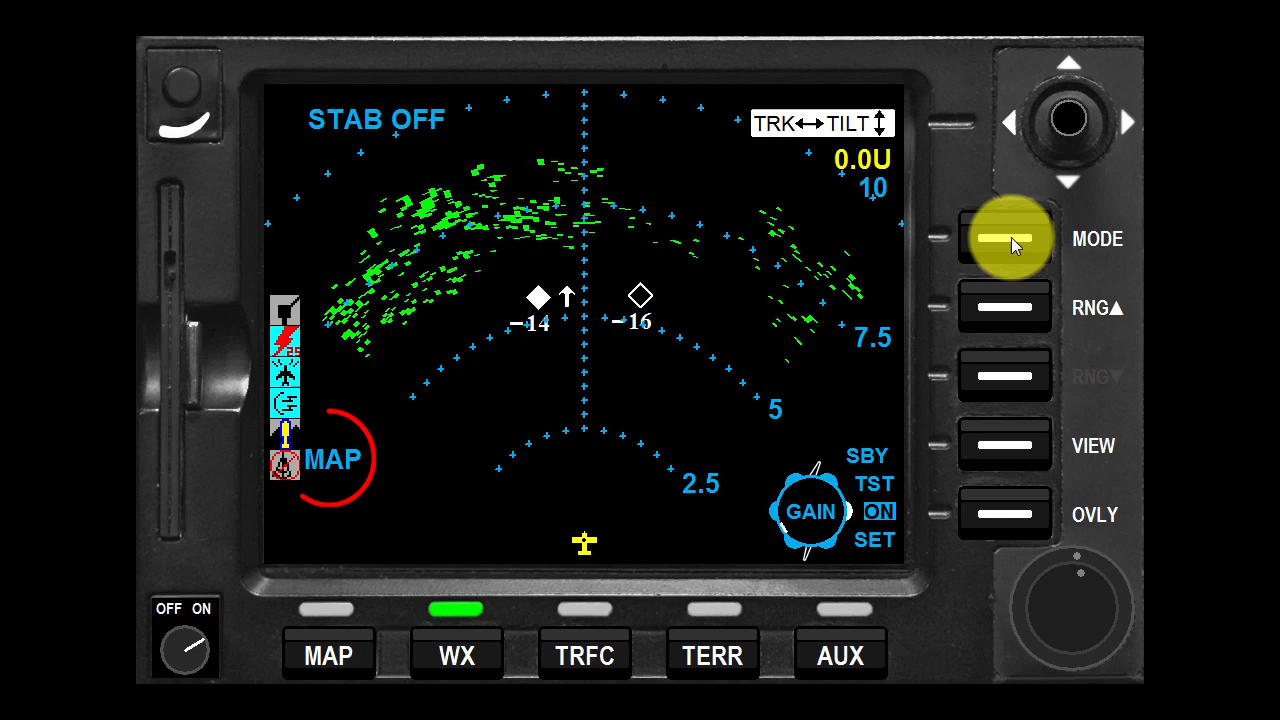 STAB OFF
TRK↔TILT↕
0.0U
10
MODE
−14
−16
RNG▲
7.5
RNG▼
5
MAP
SBY
VIEW
2.5
TST
GAIN
ON
OVLY
SET
OFF ON
MAP
WX
TRFC
TERR
AUX